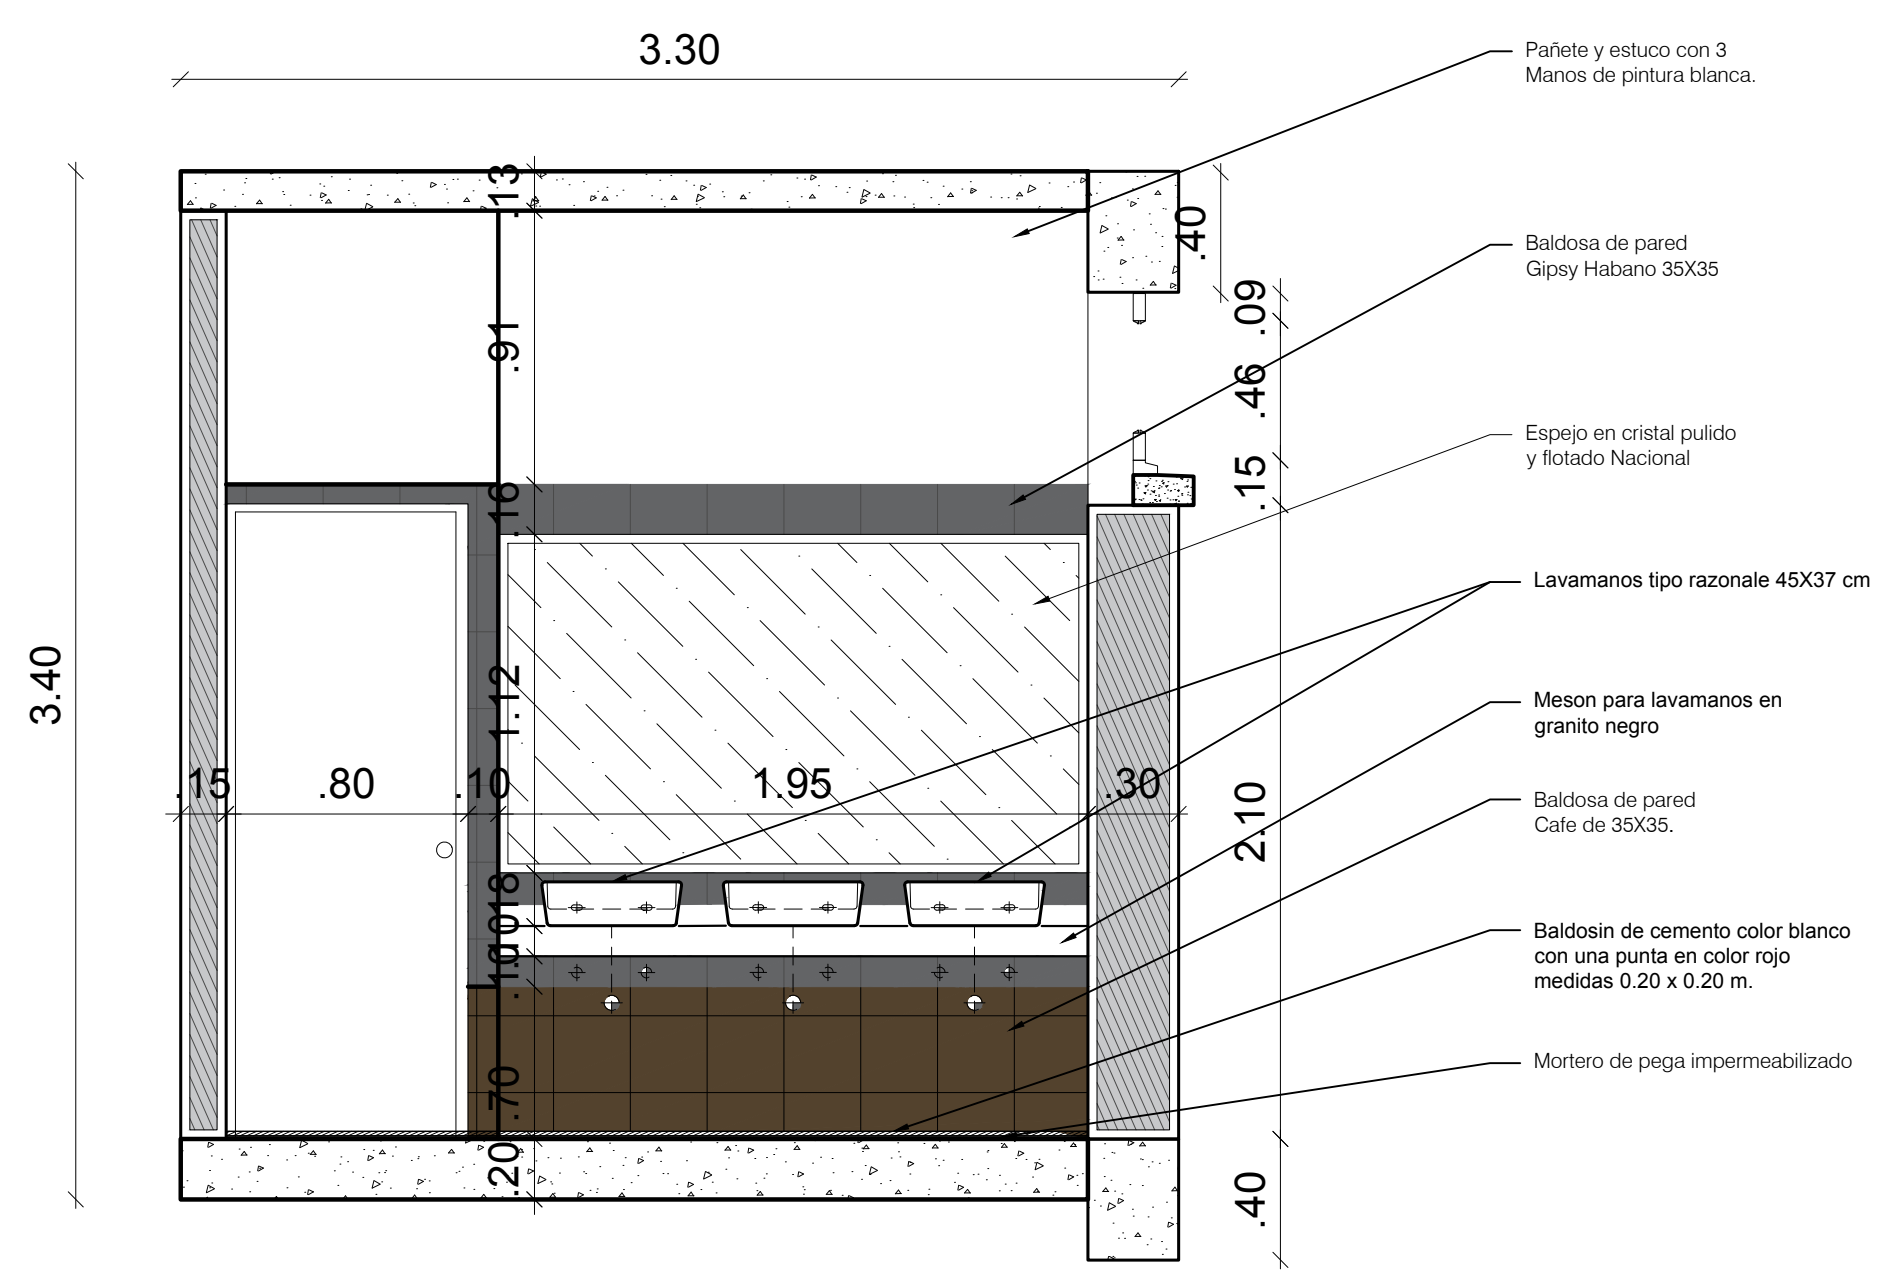 3.30
Pañete y estuco con 3
Manos de pintura blanca.
.13
.40
Baldosa de pared
Gipsy Habano 35X35
.09
.91
.46
Espejo en cristal pulido
y flotado Nacional
.15
.16
Lavamanos tipo razonale 45X37 cm
3.40
1.12
Meson para lavamanos en
granito negro
.15
.80
.10
1.95
.30
2.10
Baldosa de pared
Cafe de 35X35.
.18
.10
.10
Baldosin de cemento color blanco
con una punta en color rojo
medidas 0.20 x 0.20 m.
.70
Mortero de pega impermeabilizado
.20
.40